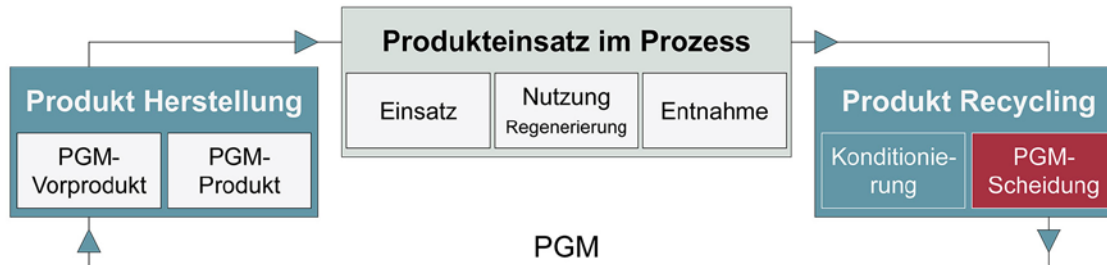 Produkteinsatz im Prozess
Einsatz
Nutzung
Regenerierung
Entnahme
Produkt Herstellung
PGM-
Vorprodukt
PGM-
Produkt
Produkt Recycling
Konditionie-
rung
PGM-
Scheidung
PGM